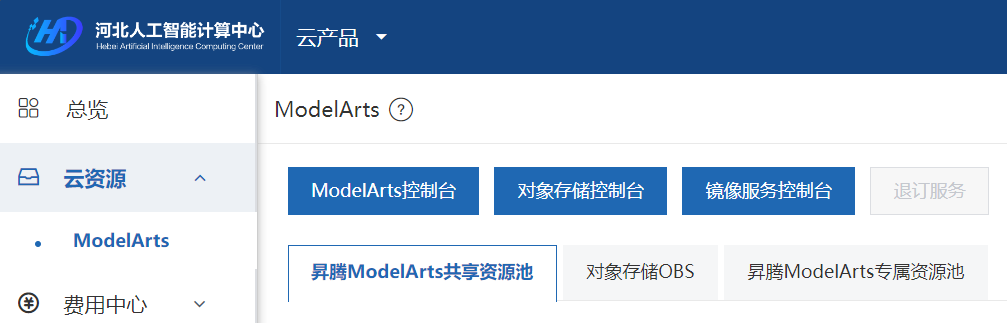 河北人工智能计算中心
Hebei Artificial Intelligence Computing Center
云产品
总览
云资源
ModelArts
费用中心
ModelArts ?
ModelArts控制台 对象存储控制台 镜像服务控制台 退订服务
昇腾ModelArts共享资源池 对象存储OBS 昇腾ModelArts专属资源池